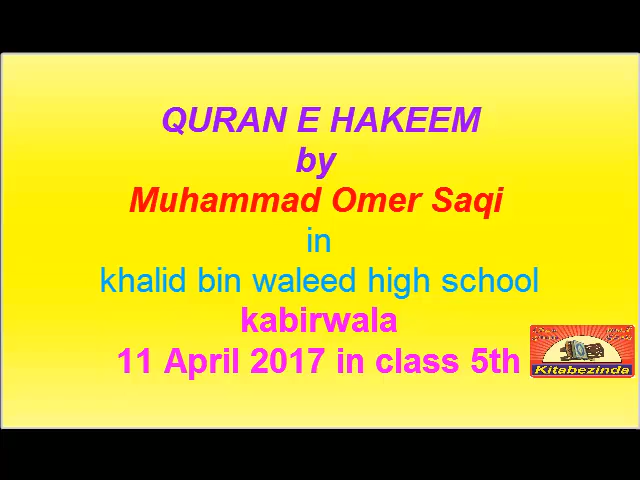 QURAN E HAKEEM
by
Muhammad Omer Saqi
in
khalid bin waleed high school
kabirwala
11 April 2017 in class 5th
Kitabezinda